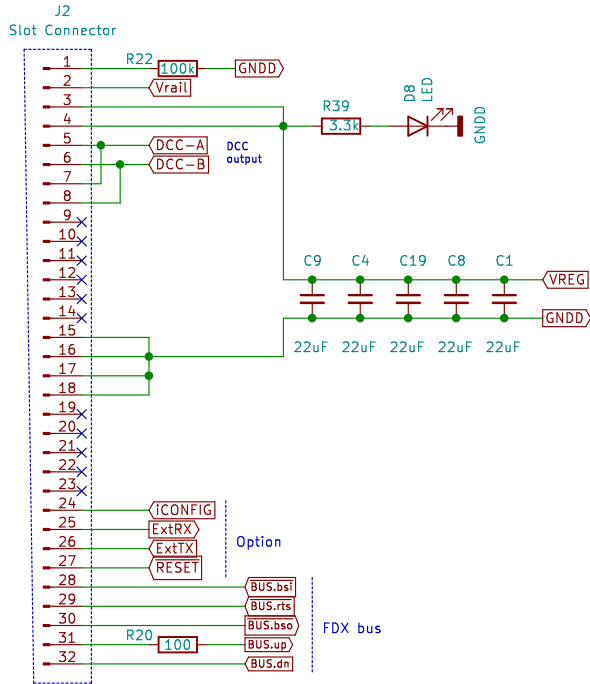 J2
Slot Connector
1
R22
100k
GNDD
2
Vrail
3
4
R39
3.3k
D8
LED
GNDD
5
DCC-A
DCC
output
6
DCC-B
7
8
9
10
11
12
13
14
C9
C4
C19
C8
C1
VREG
GNDD
22uF
22uF
22uF
22uF
22uF
15
16
17
18
19
20
21
22
23
24
iCONFIG
25
ExtRX
26
ExtTX
27
RESET
Option
28
BUS.bsi
29
BUS.rts
30
BUS.bso
31
R20
100
BUS.up
32
BUS.dn
FDX bus